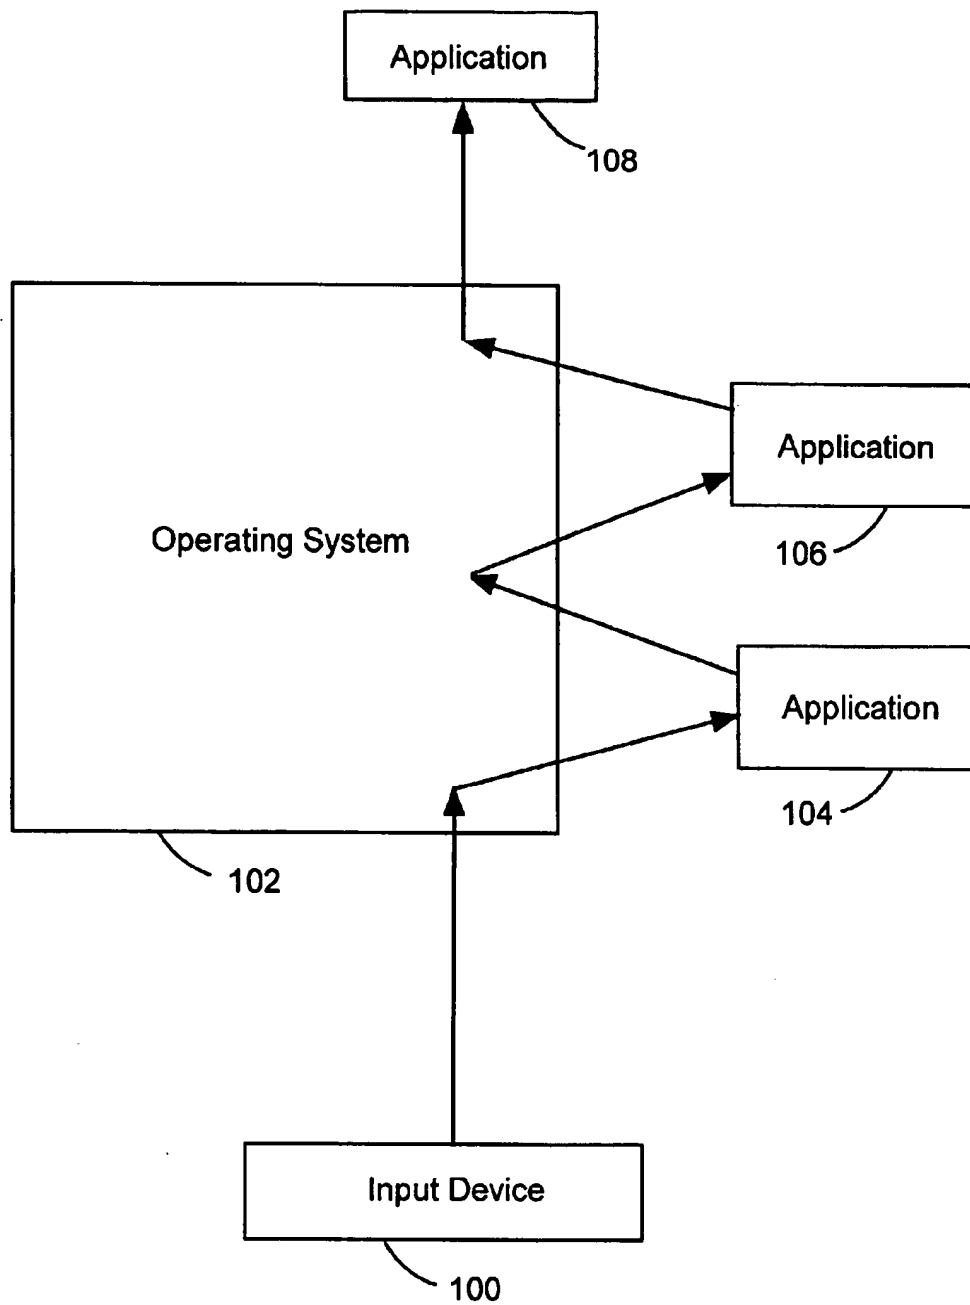 Application
108
Application
106
Operating System
Application
104
102
Input Device
100